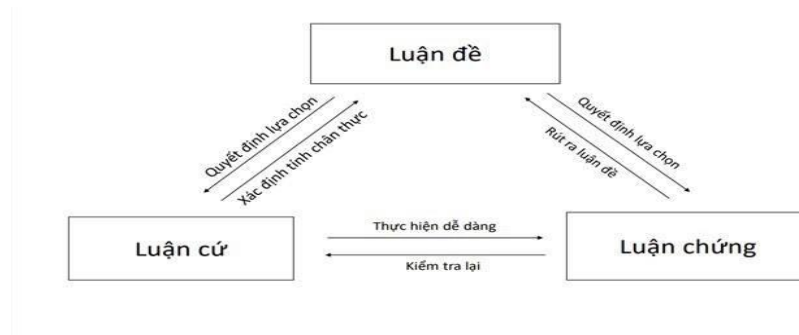 Luận đề
Quyết định lựa chọn
Xác định tính chân thực
Quyết định lựa chọn
Rút ra luận đề
Luận cứ
Thực hiện dễ dàng
Kiểm tra lại
Luận chứng